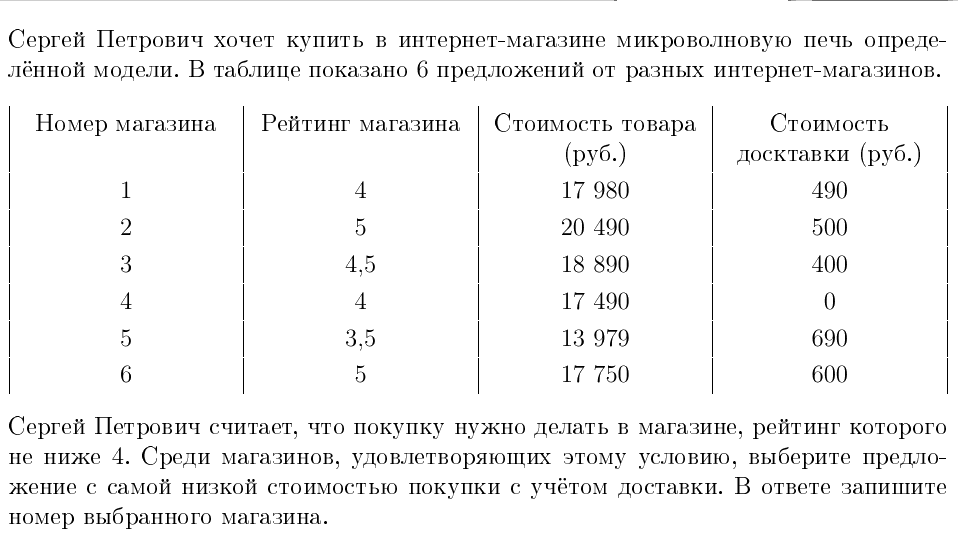 Сергей Петрович хочет купить в интернет-магазине микроволновую печь опреде-
лённой модели. В таблице показано 6 предложений от разных интернет-магазинов.
Номер магазина Рейтинг магазина Стоимость товара Стоимость
(руб.) досктавки (руб.)
1 4 17 980 490
2 5 20 490 500
3 4,5 18 890 400
4 4 17 490 0
5 3,5 13 979 690
6 5 17 750 600
Сергей Петрович считает, что покупку нужно делать в магазине, рейтинг которого
не ниже 4. Среди магазинов, удовлетворяющих этому условию, выберите предло-
жение с самой низкой стоимостью покупки с учётом доставки. В ответе запишите
номер выбранного магазина.